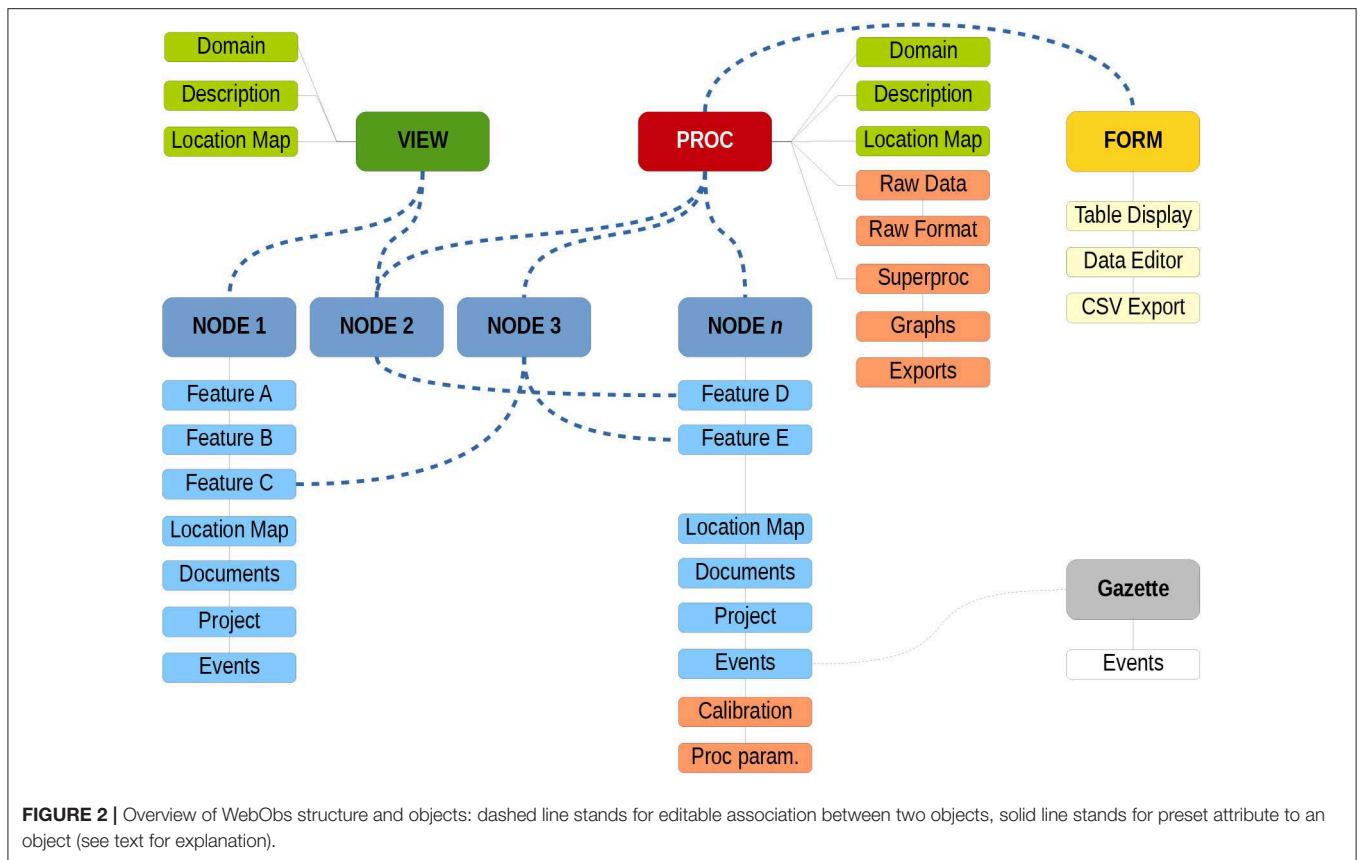 Domain
Description
Location Map
VIEW
PROC
Domain
Description
Location Map
Raw Data
Raw Format
Superproc
Graphs
Exports
FORM
Table Display
Data Editor
CSV Export
NODE 1
NODE 2
NODE 3
NODE n
Feature A
Feature B
Feature C
Location Map
Documents
Project
Events
Feature D
Feature E
Location Map
Documents
Project
Events
Calibration
Proc param.
Gazette
Events
FIGURE 2 | Overview of WebObs structure and objects: dashed line stands for editable association between two objects, solid line stands for preset attribute to an
object (see text for explanation).